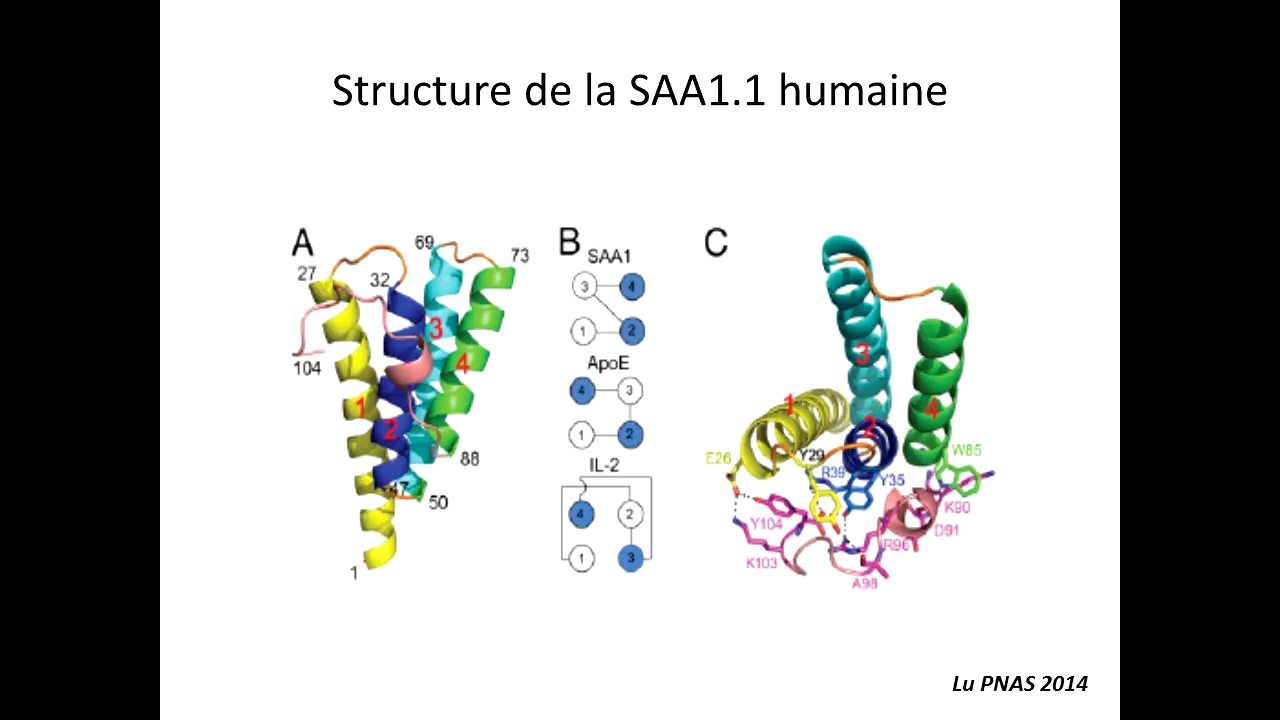 Structure de la SAA1.1 humaine
A
27
32
69
73
104
3
4
1
2
47
88
50
1
B
SAA1
3
4
1
2
ApoE
4
3
1
2
IL-2
4
2
1
3
C
3
1
2
4
E26
Y29
R39
Y35
W85
K90
D91
Y104
R96
K103
A98
Lu PNAS 2014